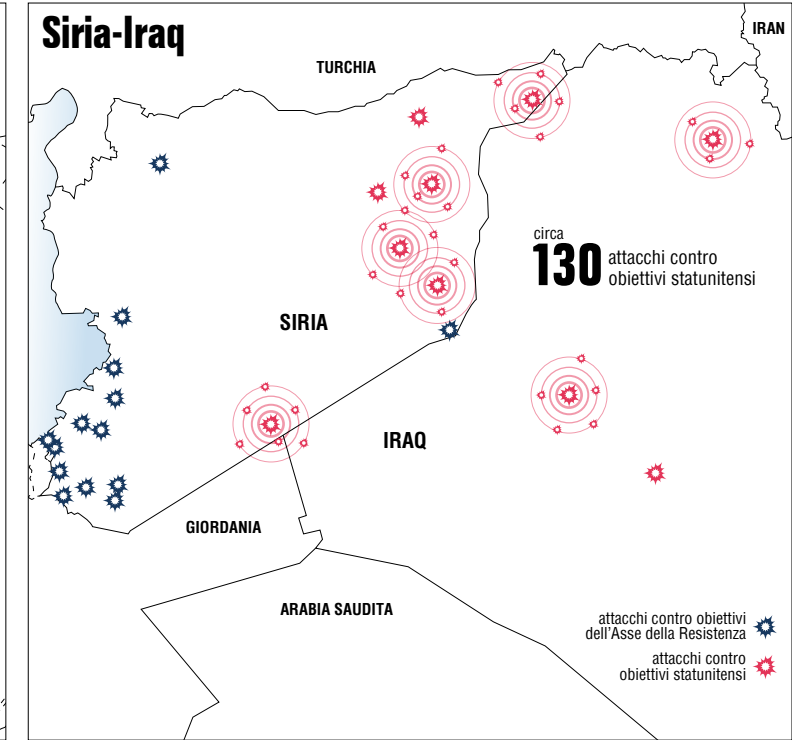 Siria-Iraq
IRAN
TURCHIA
circa
130 attacchi contro
obiettivi statunitensi
SIRIA
IRAQ
GIORDANIA
ARABIA SAUDITA
attacchi contro obiettivi
dell'Asse della Resistenza
attacchi contro
obiettivi statunitensi